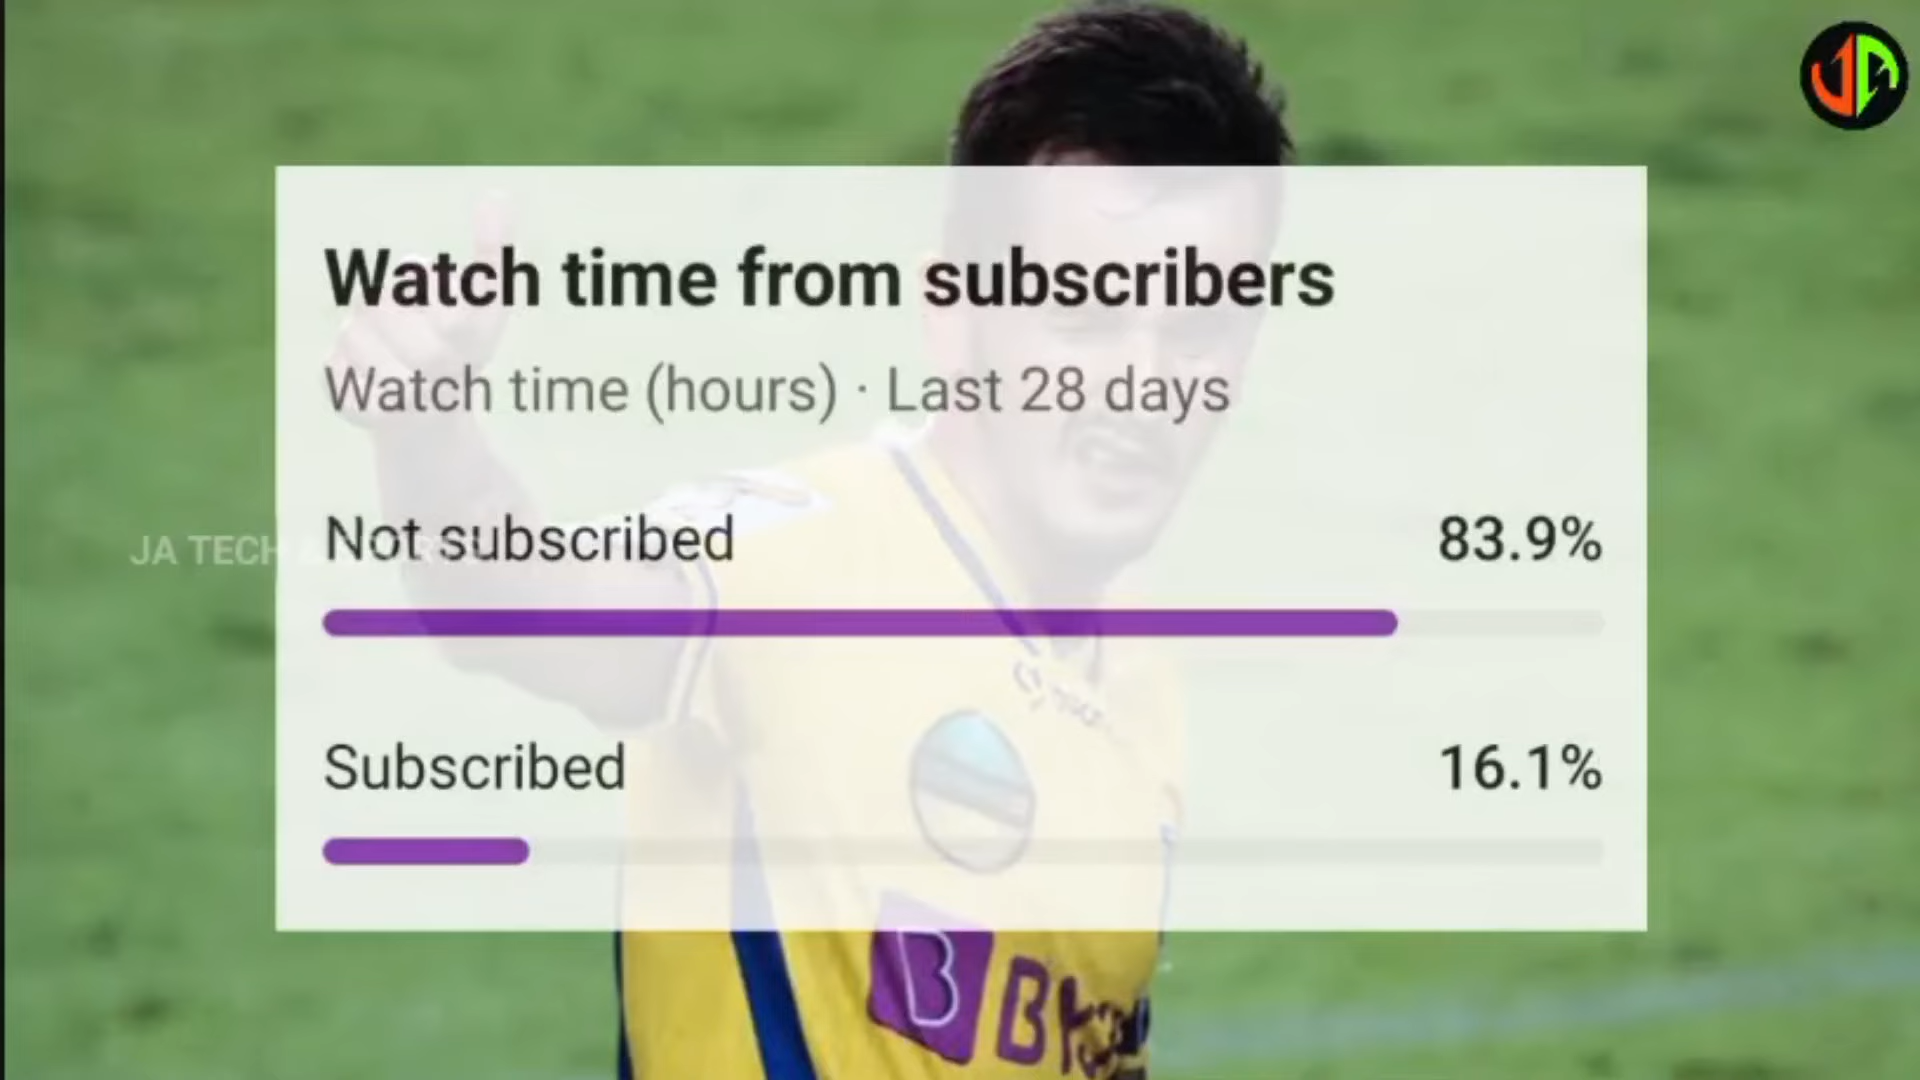 JA
Watch time from subscribers
Watch time (hours) · Last 28 days
Not subscribed 83.9%
JA TECH
Subscribed 16.1%
B